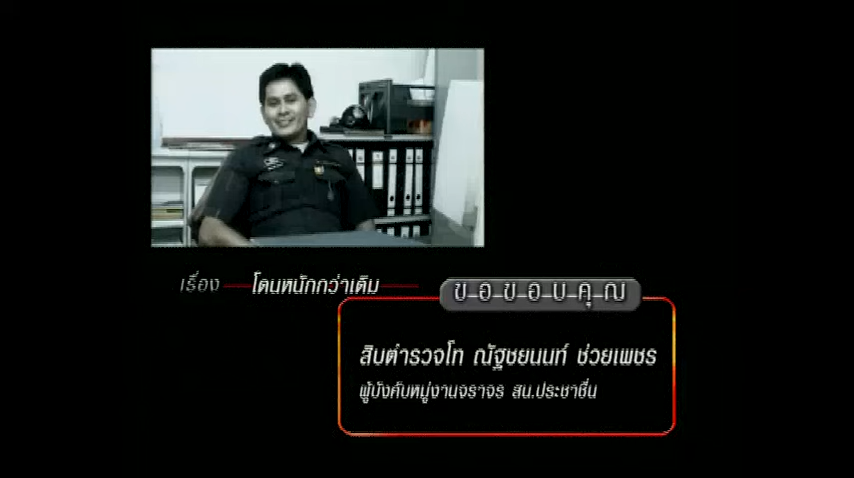 เรื่อง โดนหนักกว่าเดิม
ขอขอบคุณ
สิบตำรวจโท ณัฐชยนนท์ ช่วยเพชร
ผู้บังคับหมู่งานจราจร สน.ประชาชื่น